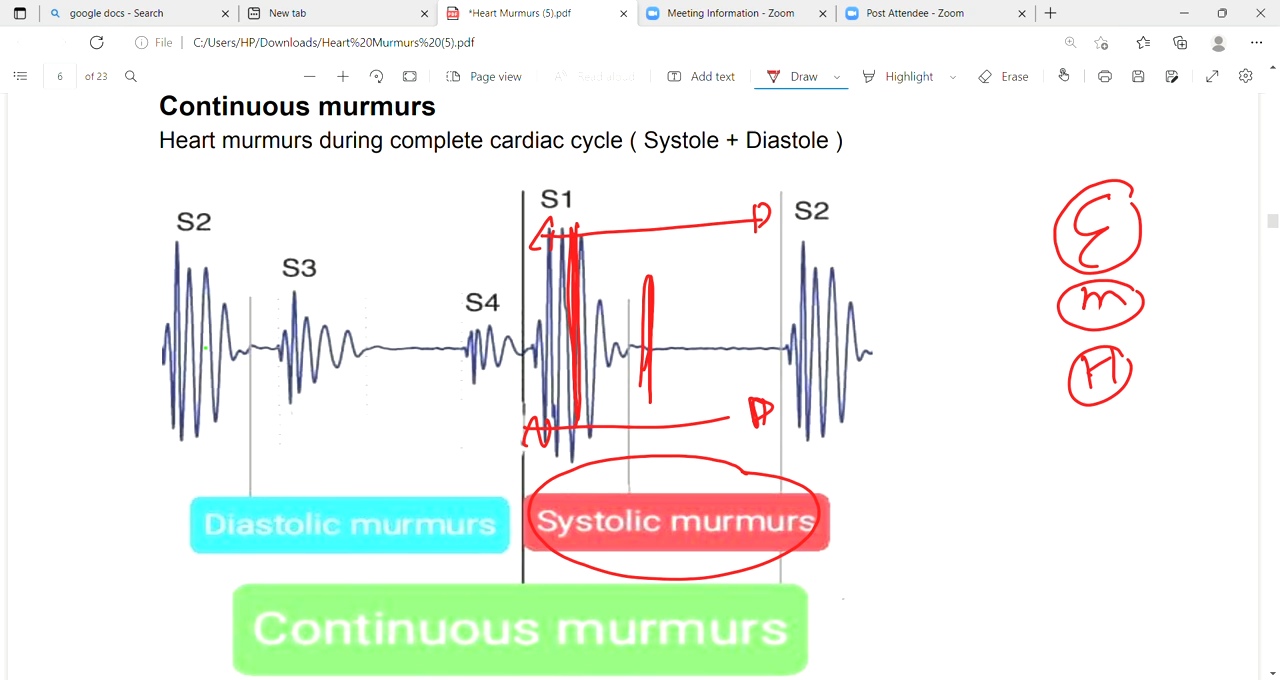 google docs - Search
New tab
*Heart Murmurs (5).pdf
Meeting Information - Zoom
Post Attendee - Zoom
File
C:/Users/HP/Downloads/Heart%20Murmurs%20(5).pdf
6 of 23
Page view
Read aloud
Add text
Draw
Highlight
Erase
Continuous murmurs
Heart murmurs during complete cardiac cycle ( Systole + Diastole )
S2
S3
S4
S1
S2
m
H
Diastolic murmurs
Systolic murmurs
Continuous murmurs